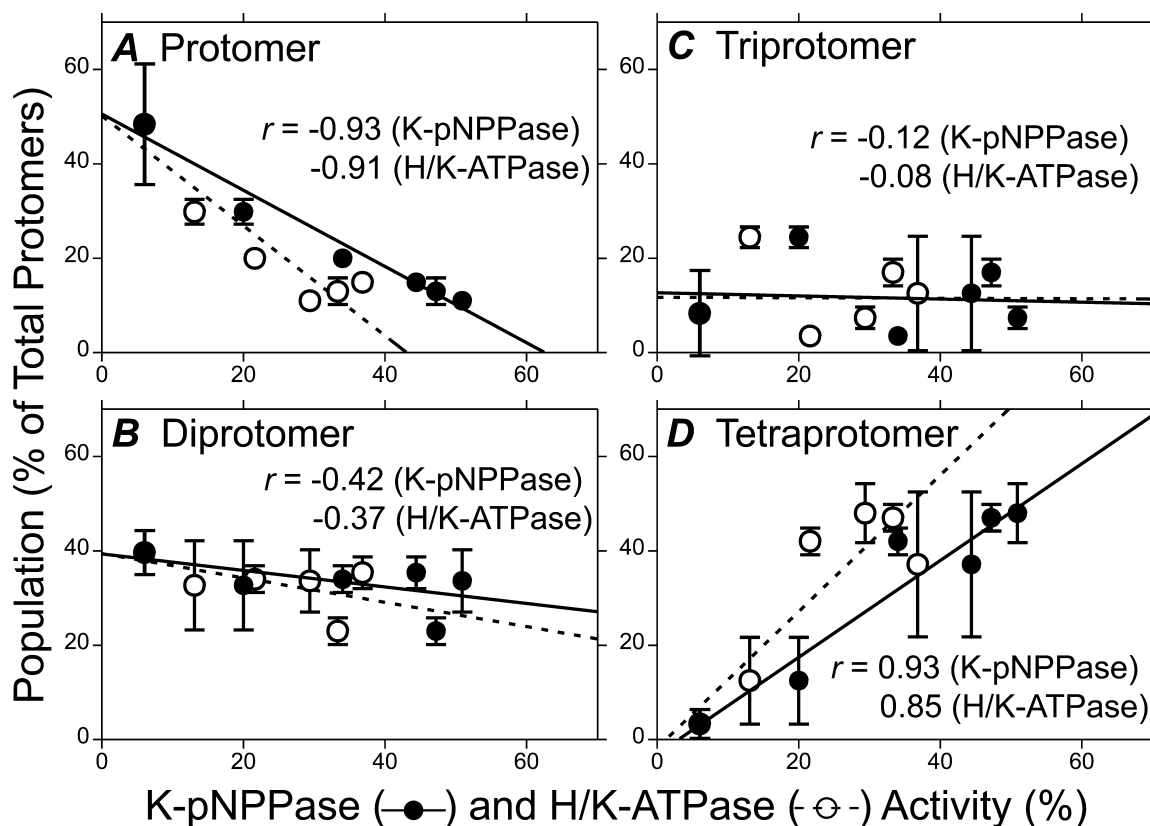 Population (% of Total Protomers)
A Protomer
r = -0.93 (K-pNPPase)
-0.91 (H/K-ATPase)
60
40
20
0
0 20 40 60
C Triprotomer
r = -0.12 (K-pNPPase)
-0.08 (H/K-ATPase)
60
40
20
0
0 20 40 60
B Diprotomer
r = -0.42 (K-pNPPase)
-0.37 (H/K-ATPase)
60
40
20
0
0 20 40 60
D Tetraprotomer
r = 0.93 (K-pNPPase)
0.85 (H/K-ATPase)
60
40
20
0
0 20 40 60
K-pNPPase (—●—) and H/K-ATPase (- ○ -) Activity (%)